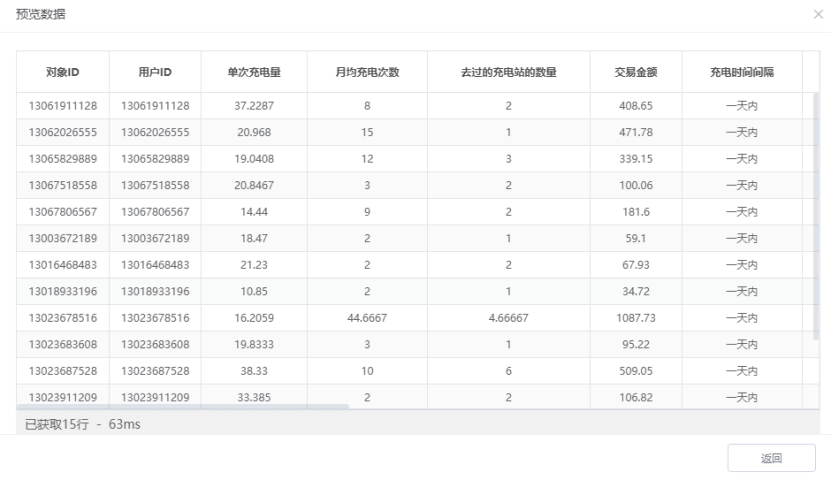 预览数据
对象ID 用户ID 单次充电量 月均充电次数 去过的充电站的数量 交易金额 充电时间间隔
13061911128 13061911128 37.2287 8 2 408.65 一天内
13062026555 13062026555 20.968 15 1 471.78 一天内
13065829889 13065829889 19.0408 12 3 339.15 一天内
13067518558 13067518558 20.8467 3 2 100.06 一天内
13067806567 13067806567 14.44 9 2 181.6 一天内
13003672189 13003672189 18.47 2 1 59.1 一天内
13016468483 13016468483 21.23 2 2 67.93 一天内
13018933196 13018933196 10.85 2 1 34.72 一天内
13023678516 13023678516 16.2059 44.6667 4.66667 1087.73 一天内
13023683608 13023683608 19.8333 3 1 95.22 一天内
13023687528 13023687528 38.33 10 6 509.05 一天内
13023911209 13023911209 33.385 2 2 106.82 一天内
已获取15行 - 63ms
返回